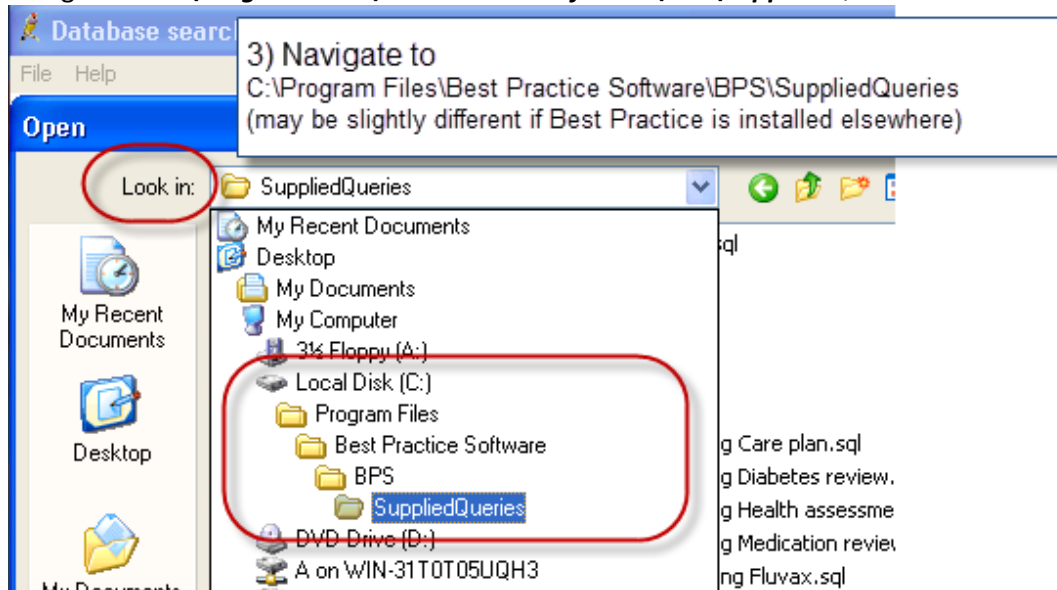 Database searc
3) Navigate to
C:\Program Files\Best Practice Software\BPS\SuppliedQueries
(may be slightly different if Best Practice is installed elsewhere)
File Help
Open
Look in:
SuppliedQueries
My Recent Documents
Desktop
My Documents
My Computer
3½ Floppy (A:)
Local Disk (C:)
Program Files
Best Practice Software
BPS
SuppliedQueries
DVD Drive (D:)
A on WIN-31T0T05UQH3
My Recent
Documents
Desktop
My Documents
sql
g Care plan.sql
g Diabetes review.
g Health assessme
g Medication review
ng Fluvax.sql